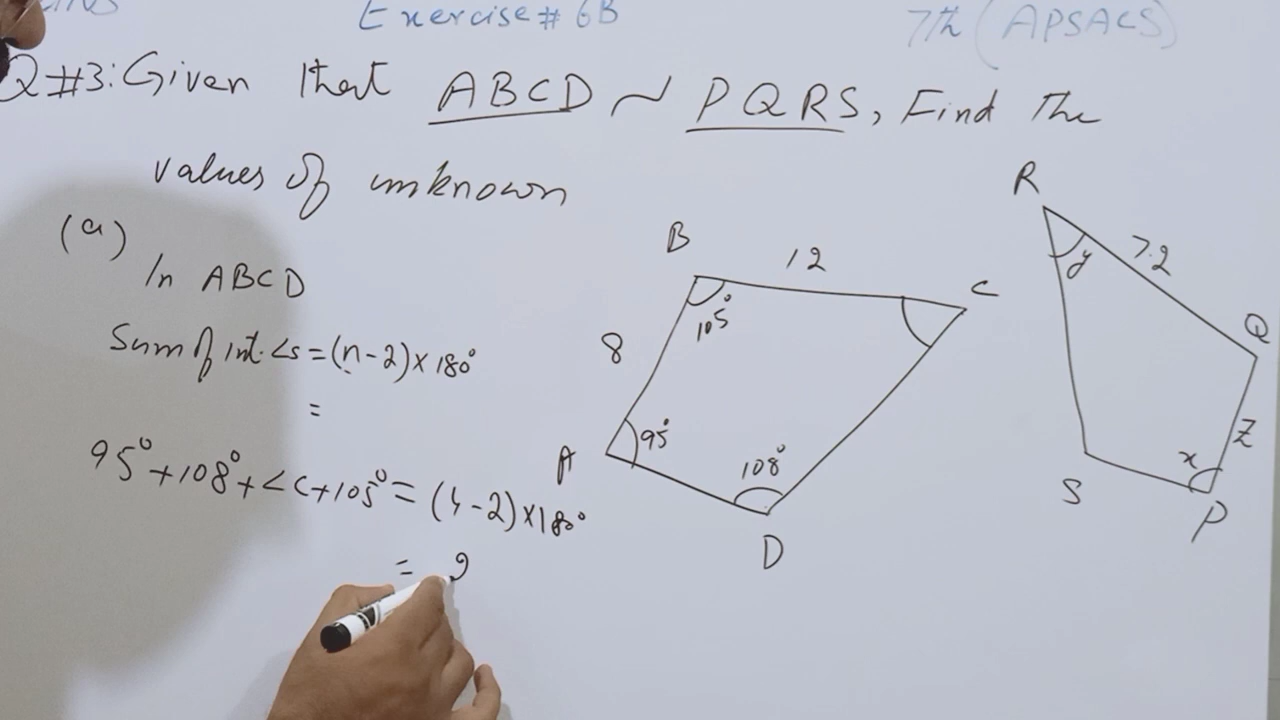 Exercise # 6B
7th (APSACS)
Q#3: Given that ABCD ~ PQRS, Find the
values of unknown
(a)
In ABCD
Sum of int. ∠s = (n-2)×180°
=
95°+108°+∠C+105° = (4-2)×180°
= 2
B
12
C
105°
8
A
95°
108°
D
R
y
7.2
Q
z
x
S
P